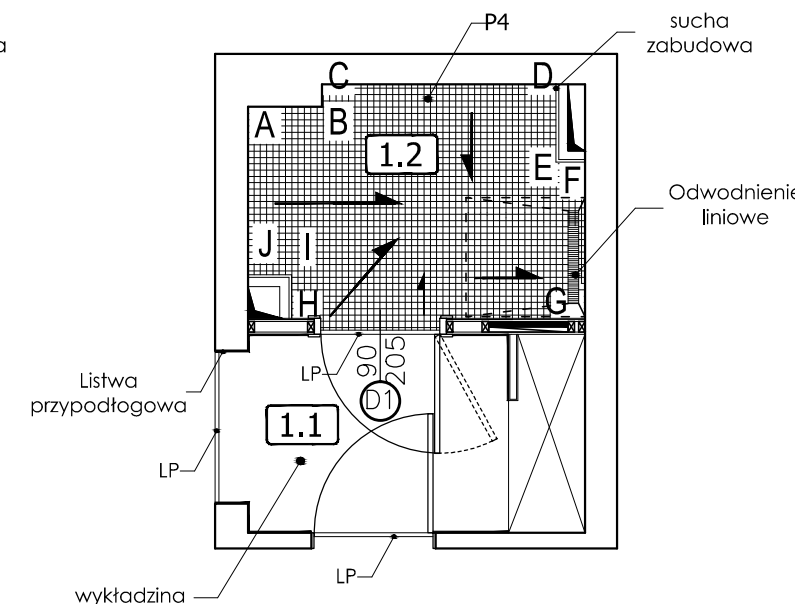 a
P4
sucha
zabudowa
C
D
A
B
1.2
E
F
Odwodnienie
liniowe
J
I
G
H
90
205
LP
Listwa
przypodłogowa
D1
1.1
LP
LP
wykładzina